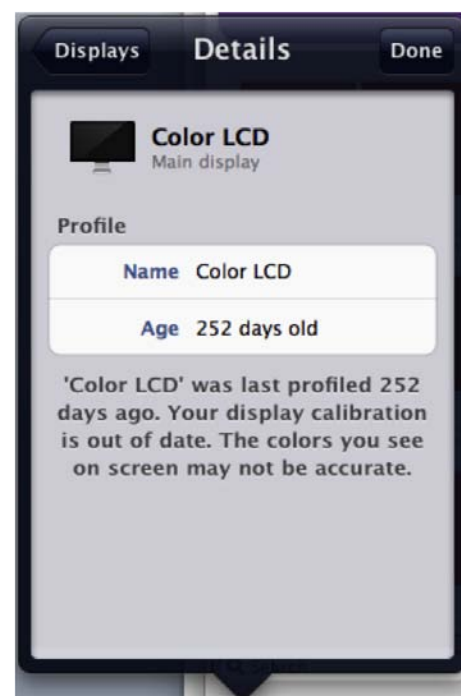 Displays Details Done
Color LCD
Main display
Profile
Name Color LCD
Age 252 days old
'Color LCD' was last profiled 252
days ago. Your display calibration
is out of date. The colors you see
on screen may not be accurate.